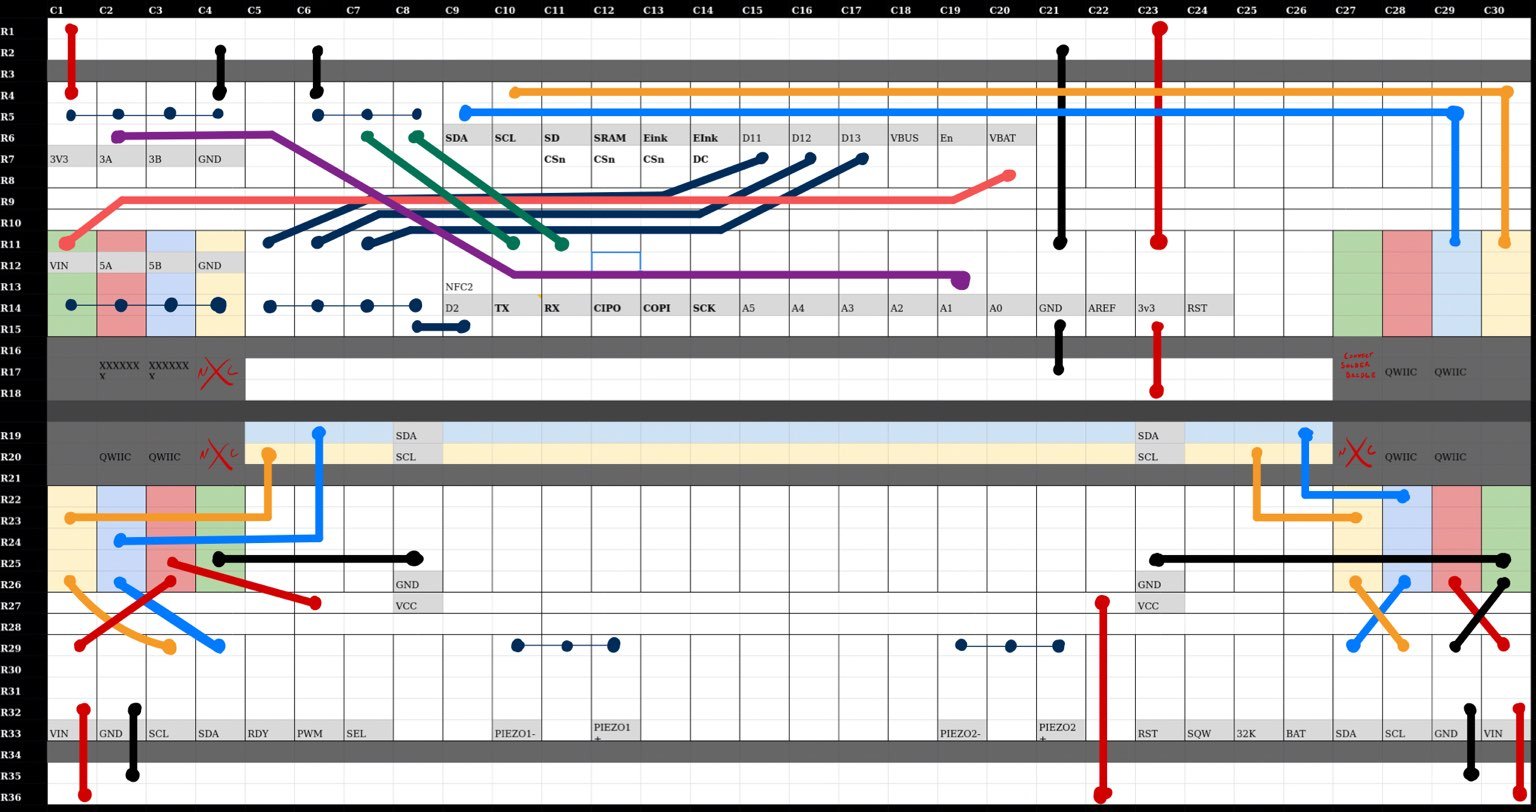 C1 C2 C3 C4 C5 C6 C7 C8 C9 C10 C11 C12 C13 C14 C15 C16 C17 C18 C19 C20 C21 C22 C23 C24 C25 C26 C27 C28 C29 C30
R1
R2
R3
R4
R5
R6 SDA SCL SD SRAM Eink EInk D11 D12 D13 VBUS En VBAT
R7 3V3 3A 3B GND CSn CSn CSn DC
R8
R9
R10
R11
R12 VIN 5A 5B GND
R13 NFC2
R14 D2 TX RX CIPO COPI SCK A5 A4 A3 A2 A1 A0 GND AREF 3v3 RST
R15
R16
R17 XXXXXX XXXXXX NXC CONNECT QWIIC QWIIC
X X SOLDER
BRIDGE
R18
R19 SDA SDA
R20 QWIIC QWIIC NXC SCL SCL NXC QWIIC QWIIC
R21
R22
R23
R24
R25
R26 GND GND
R27 VCC VCC
R28
R29
R30
R31
R32
R33 VIN GND SCL SDA RDY PWM SEL PIEZO1- PIEZO1 PIEZO2- PIEZO2 RST SQW 32K BAT SDA SCL GND VIN
+ +
R34
R35
R36